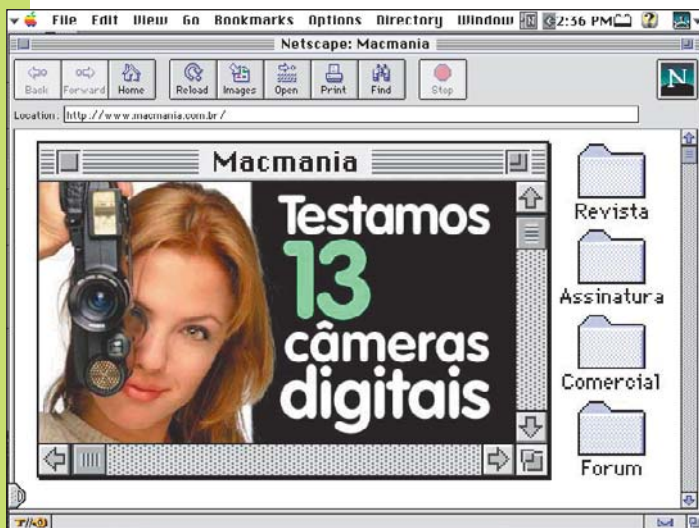 File Edit View Go Bookmarks Options Directory Window 2:36 PM
Netscape: Macmania
Back Forward Home Reload Images Open Print Find Stop
N
Location: http://www.macmania.com.br/
Macmania
Testamos
13
câmeras
digitais
Revista
Assinatura
Comercial
Forum